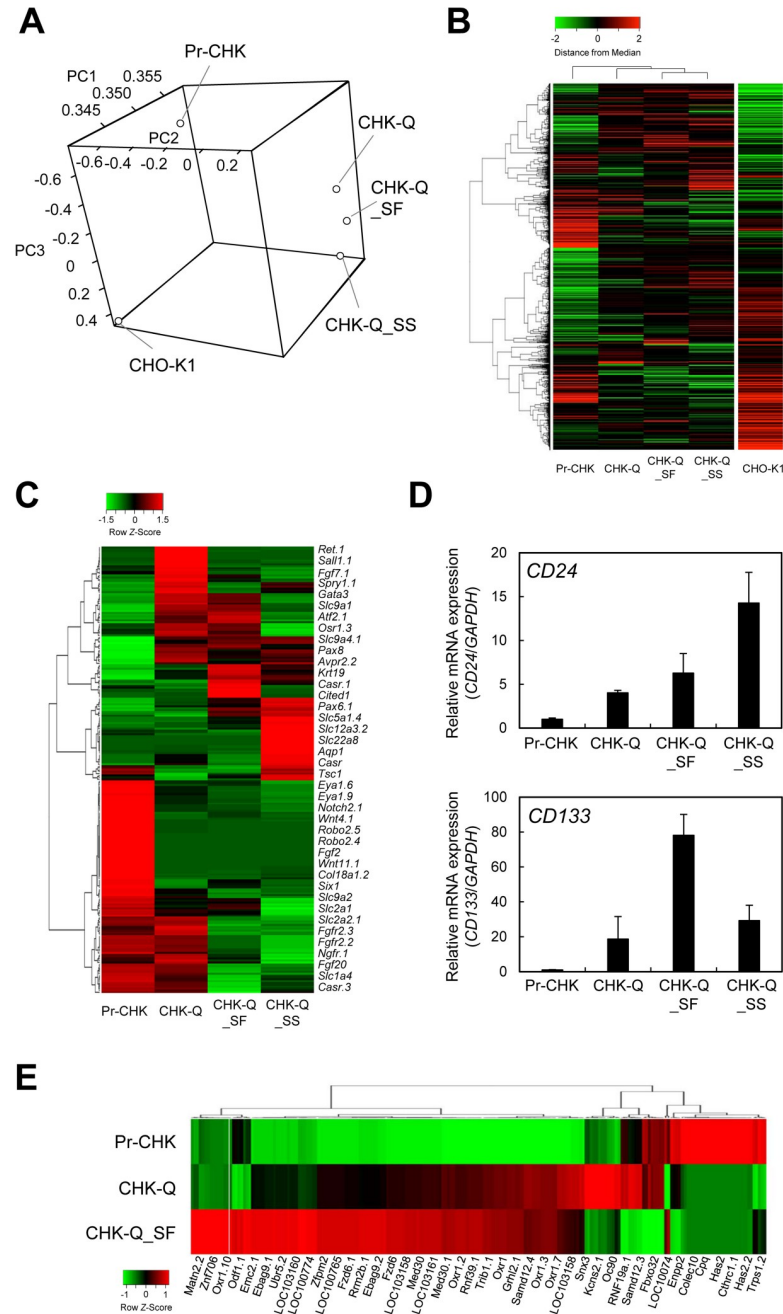 A
Pr-CHK
PC1
0.355
0.350
0.345
PC2
-0.6
-0.4
-0.2
0
0.2
CHK-Q
CHK-Q
_SF
-0.6
-0.4
-0.2
PC3
0
0.2
0.4
CHK-Q_SS
CHO-K1
B
-2
0
2
Distance from Median
Pr-CHK
CHK-Q
CHK-Q
_SF
CHK-Q
_SS
CHO-K1
C
-1.5
0
1.5
Row Z-Score
Ret.1
Sall1.1
Fgf7.1
Spry1.1
Gata3
Slc9a1
Atf2.1
Osr1.3
Slc9a4.1
Pax8
Avpr2.2
Krt19
Casr.1
Cited1
Pax6.1
Slc5a1.4
Slc12a3.2
Slc22a8
Aqp1
Casr
Tsc1
Eya1.6
Eya1.9
Notch2.1
Wnt4.1
Robo2.5
Robo2.4
Fgf2
Wnt11.1
Col18a1.2
Six1
Slc9a2
Slc2a1
Slc2a2.1
Fgfr2.3
Fgfr2.2
Ngfr.1
Fgf20
Slc1a4
Casr.3
Pr-CHK
CHK-Q
CHK-Q
_SF
CHK-Q
_SS
D
Relative mRNA expression
(CD24/GAPDH)
20
15
10
5
0
CD24
Pr-CHK
CHK-Q
CHK-Q
_SF
CHK-Q
_SS
Relative mRNA expression
(CD133/GAPDH)
100
80
60
40
20
0
CD133
Pr-CHK
CHK-Q
CHK-Q
_SF
CHK-Q
_SS
E
Pr-CHK
CHK-Q
CHK-Q_SF
-1
0
1
Row Z-Score
Matn2.2
Znf706
Oxr1.10
Odf1.1
Emc2.1
Ebag9.1
Ubr5.2
LOC103160
LOC100774
Zfpm2
LOC100765
Fzd6.1
Rrm2b.1
Ebag9.2
Fzd6
LOC103158
Med30
LOC103161
Med30.1
Oxr1.2
Rnf39.1
Trib1.1
Oxr1
Grhl2.1
Samd12.4
Oxr1.3
Oxr1.7
LOC103158
Snx3
Kcns2.1
Oc90
RNF19a.1
Samd12.3
Fbxo32
LOC10074
Enpp2
Colec10
Cpq
Has2
Cthrc1.1
Has2.2
Trps1.2